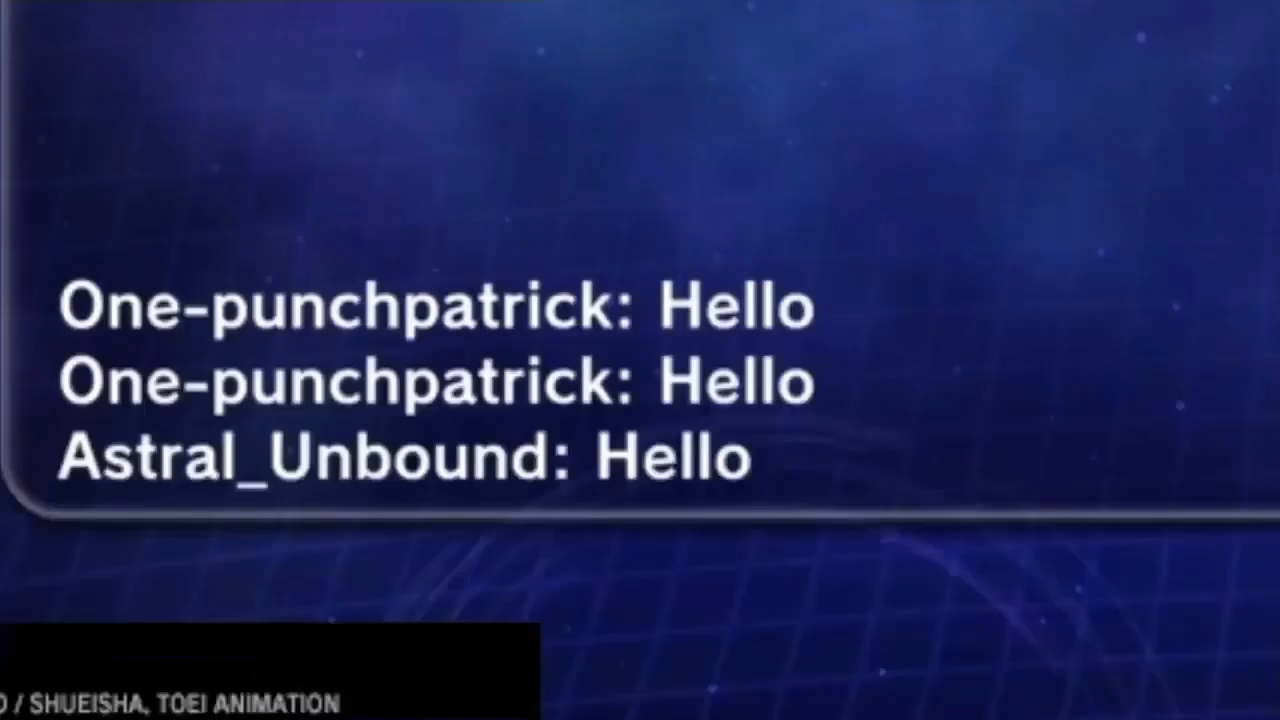 One-punchpatrick: Hello
One-punchpatrick: Hello
Astral_Unbound: Hello
/ SHUEISHA, TOEI ANIMATION